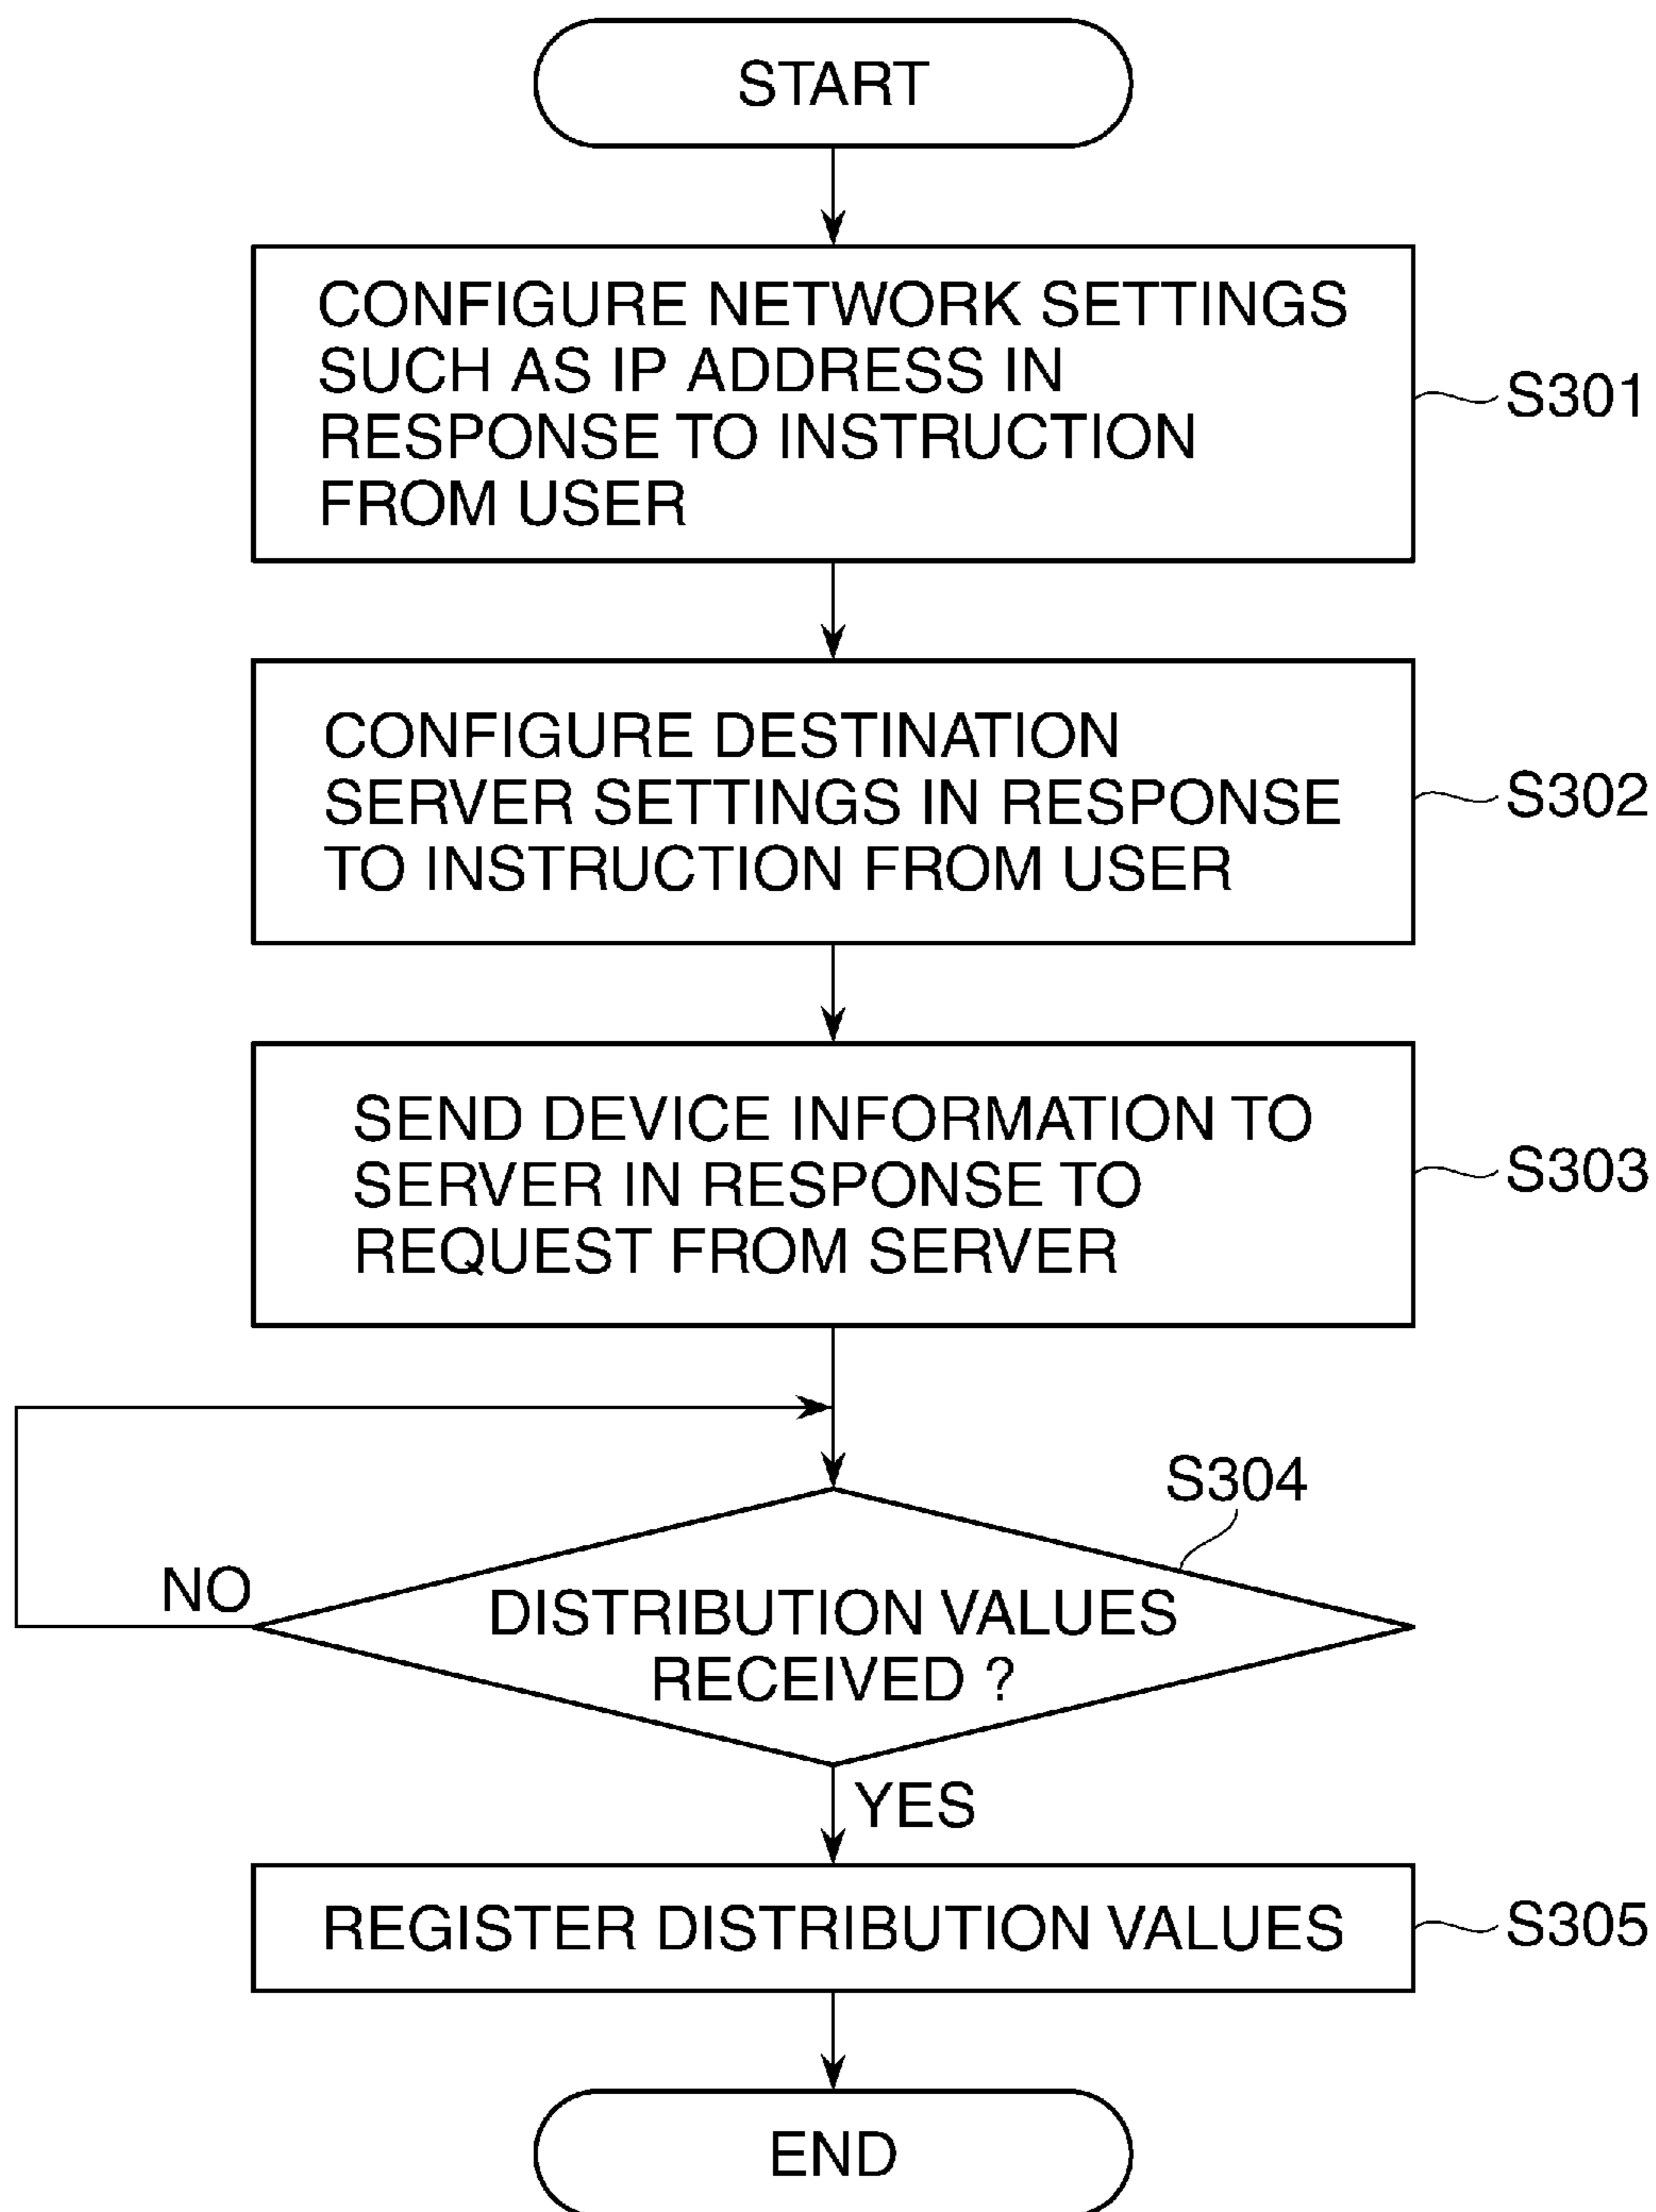 START
CONFIGURE NETWORK SETTINGS
SUCH AS IP ADDRESS IN
RESPONSE TO INSTRUCTION
FROM USER
S301
CONFIGURE DESTINATION
SERVER SETTINGS IN RESPONSE
TO INSTRUCTION FROM USER
S302
SEND DEVICE INFORMATION TO
SERVER IN RESPONSE TO
REQUEST FROM SERVER
S303
S304
NO
DISTRIBUTION VALUES
RECEIVED ?
YES
REGISTER DISTRIBUTION VALUES
S305
END